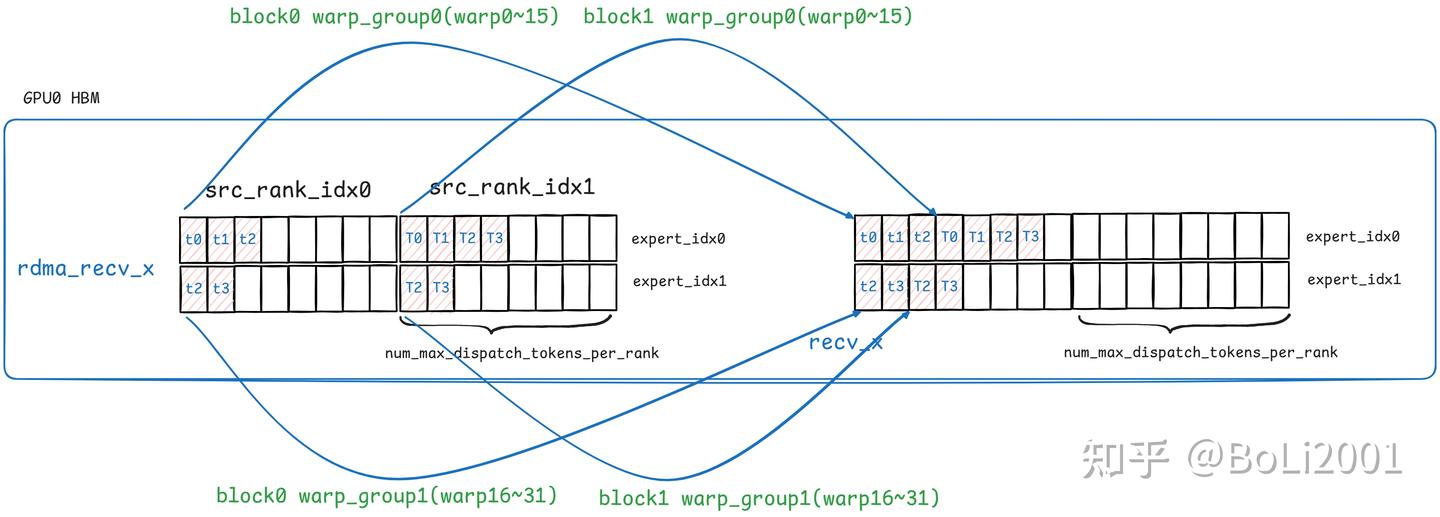 block0 warp_group0(warp0~15) block1 warp_group0(warp0~15)
GPU0 HBM
src_rank_idx0 src_rank_idx1
t0 t1 t2 T0 T1 T2 T3 expert_idx0 t0 t1 t2 T0 T1 T2 T3 expert_idx0
rdma_recv_x
t2 t3 T2 T3 expert_idx1 t2 t3 T2 T3 expert_idx1
recv_x
num_max_dispatch_tokens_per_rank num_max_dispatch_tokens_per_rank
知乎 @BoLi2001
block0 warp_group1(warp16~31) block1 warp_group1(warp16~31)